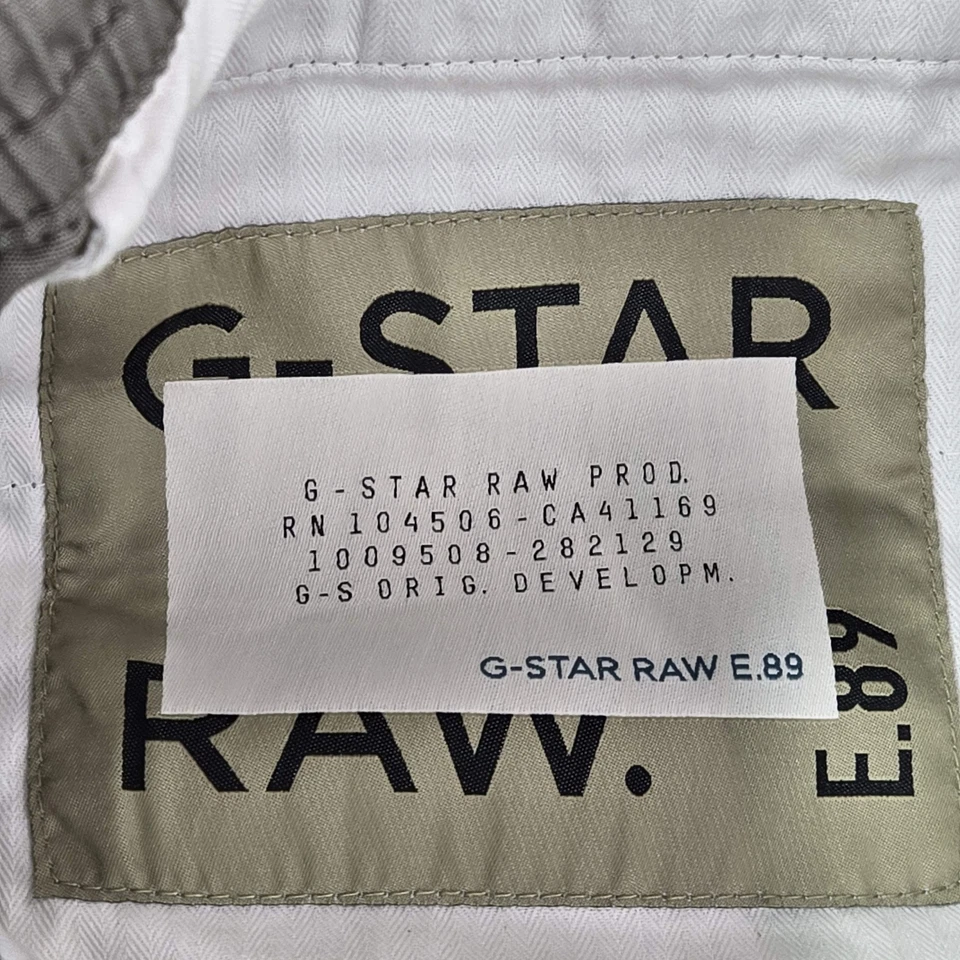 G-STAR
G-STAR RAW PROD.
RN 104506-CA41169
1009508-282129
G-S ORIG. DEVELOPM.
G-STAR RAW E.89
RAW.
E.89